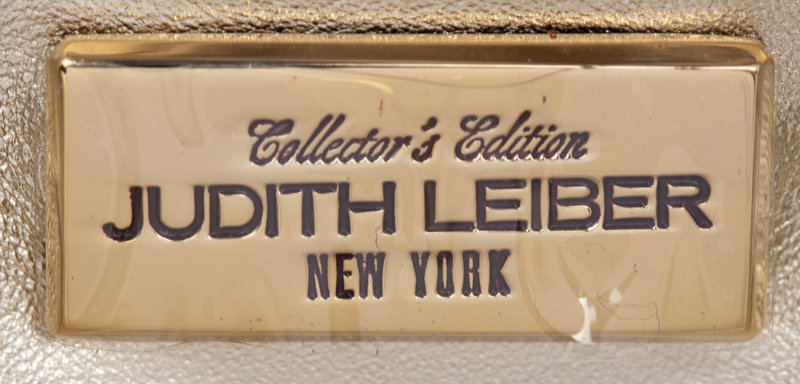 Collector's Edition
JUDITH LEIBER
NEW YORK